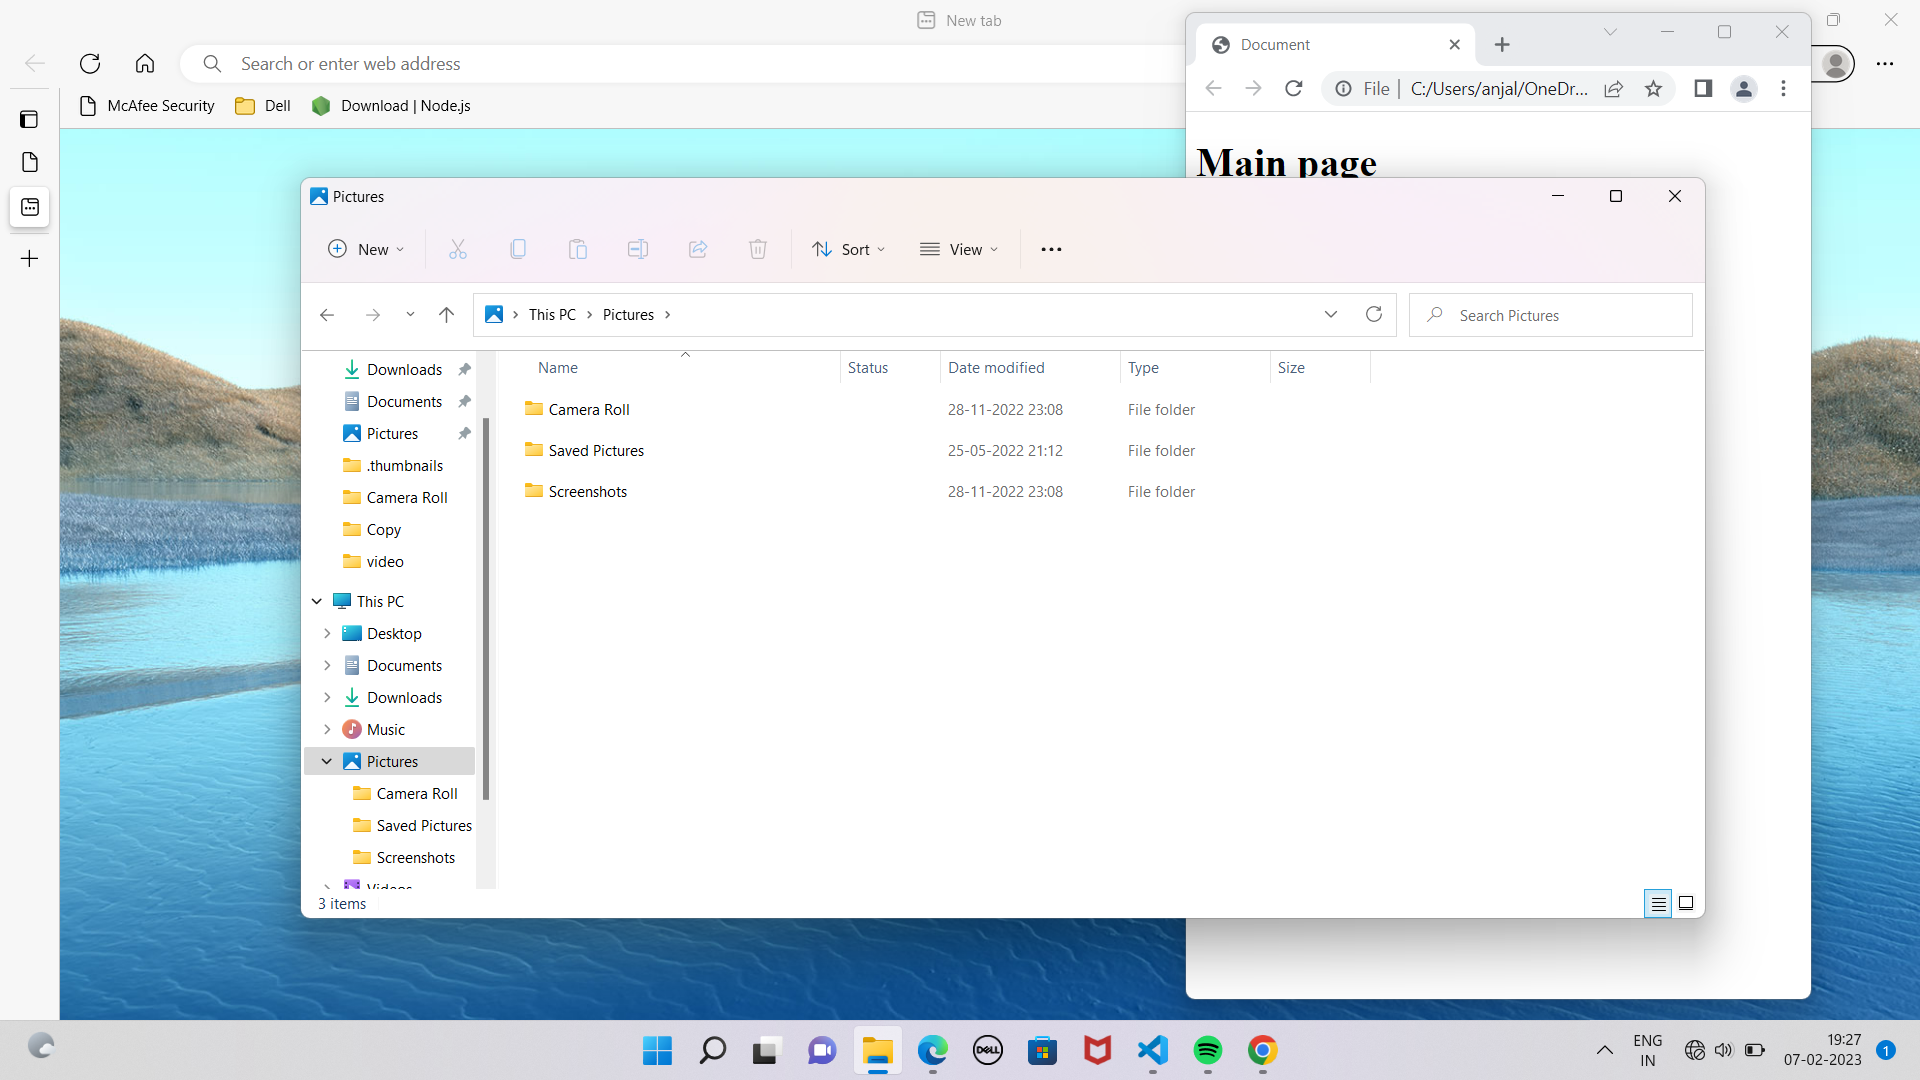 New tab
Search or enter web address
McAfee Security
Dell
Download | Node.js
Document
File
C:/Users/anjal/OneDr...
Main page
Pictures
New
Sort
View
This PC
Pictures
Search Pictures
Downloads
Documents
Pictures
.thumbnails
Camera Roll
Copy
video
This PC
Desktop
Documents
Downloads
Music
Pictures
Camera Roll
Saved Pictures
Screenshots
Videos
Name Status Date modified Type Size
Camera Roll 28-11-2022 23:08 File folder
Saved Pictures 25-05-2022 21:12 File folder
Screenshots 28-11-2022 23:08 File folder
3 items
DELL
ENG
IN
19:27
07-02-2023
1